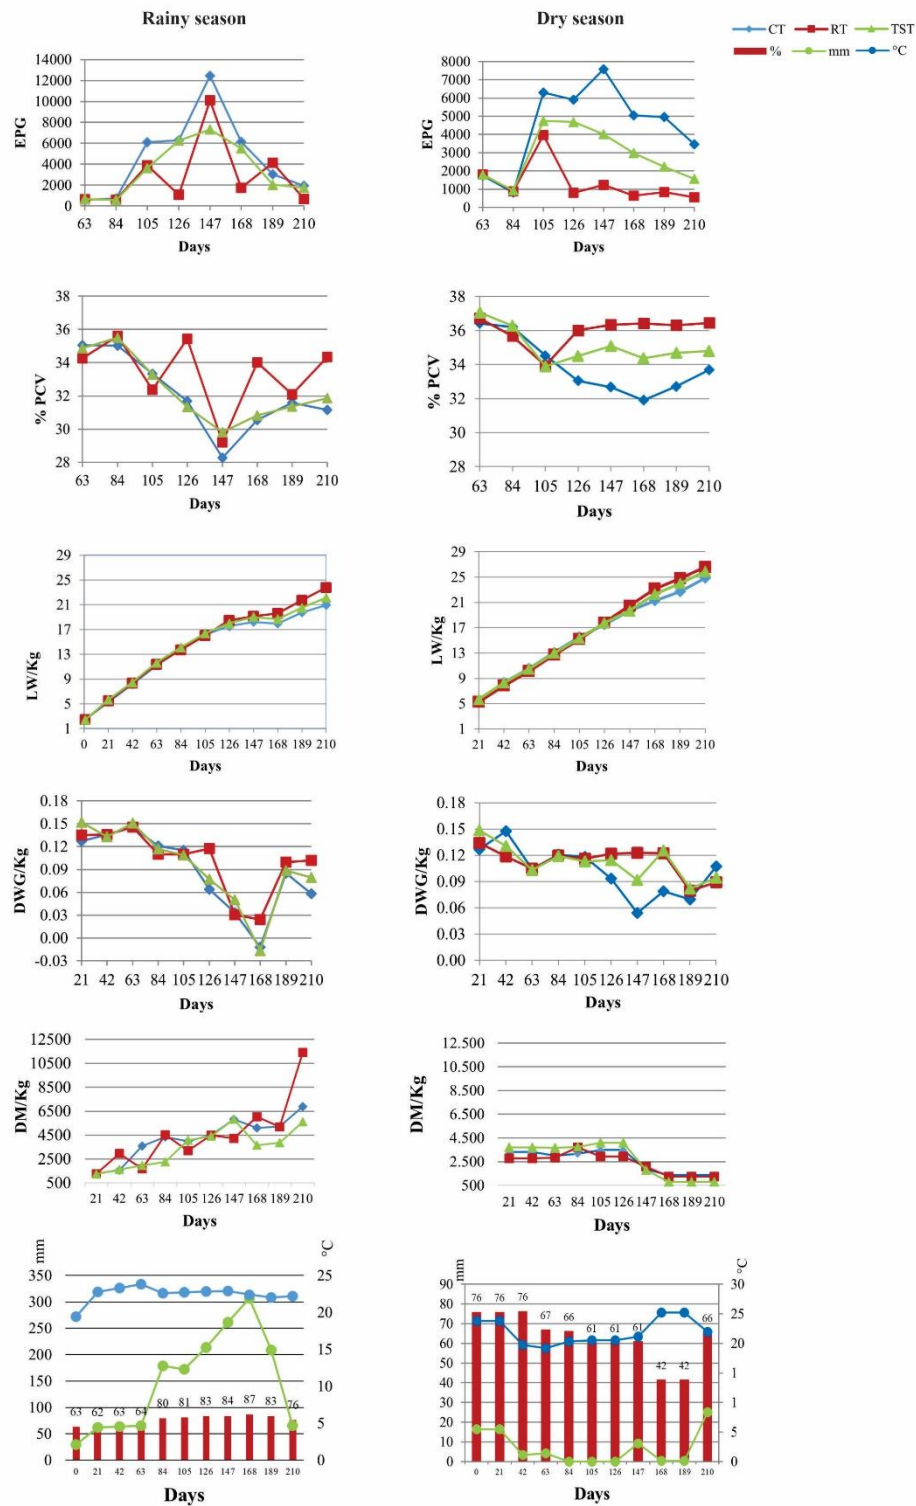 Rainy season
Dry season
CT RT TST
% mm °C
14000
12000
10000
8000
6000
4000
2000
0
EPG
63 84 105 126 147 168 189 210
Days
8000
7000
6000
5000
4000
3000
2000
1000
0
EPG
63 84 105 126 147 168 189 210
Days
38
36
34
32
30
28
% PCV
63 84 105 126 147 168 189 210
Days
38
36
34
32
30
28
% PCV
63 84 105 126 147 168 189 210
Days
29
25
21
17
13
9
5
1
LW/Kg
0 21 42 63 84 105 126 147 168 189 210
Days
29
25
21
17
13
9
5
1
LW/Kg
21 42 63 84 105 126 147 168 189 210
Days
0.18
0.15
0.12
0.09
0.06
0.03
0.00
-0.03
DWG/Kg
21 42 63 84 105 126 147 168 189 210
Days
0.18
0.15
0.12
0.09
0.06
0.03
0.00
DWG/Kg
21 42 63 84 105 126 147 168 189 210
Days
12500
10500
8500
6500
4500
2500
500
DM/Kg
21 42 63 84 105 126 147 168 189 210
Days
12.500
10.500
8.500
6.500
4.500
2.500
500
DM/Kg
21 42 63 84 105 126 147 168 189 210
Days
mm
°C
350
300
250
200
150
100
50
0
25
20
15
10
5
0
63 62 63 64 80 81 83 84 87 83 76
0 21 42 63 84 105 126 147 168 189 210
Days
mm
°C
90
80
70
60
50
40
30
20
10
0
30
25
20
1
1
5
0
76 76 76 67 66 61 61 61 42 42 66
0 21 42 63 84 105 126 147 168 189 210
Days